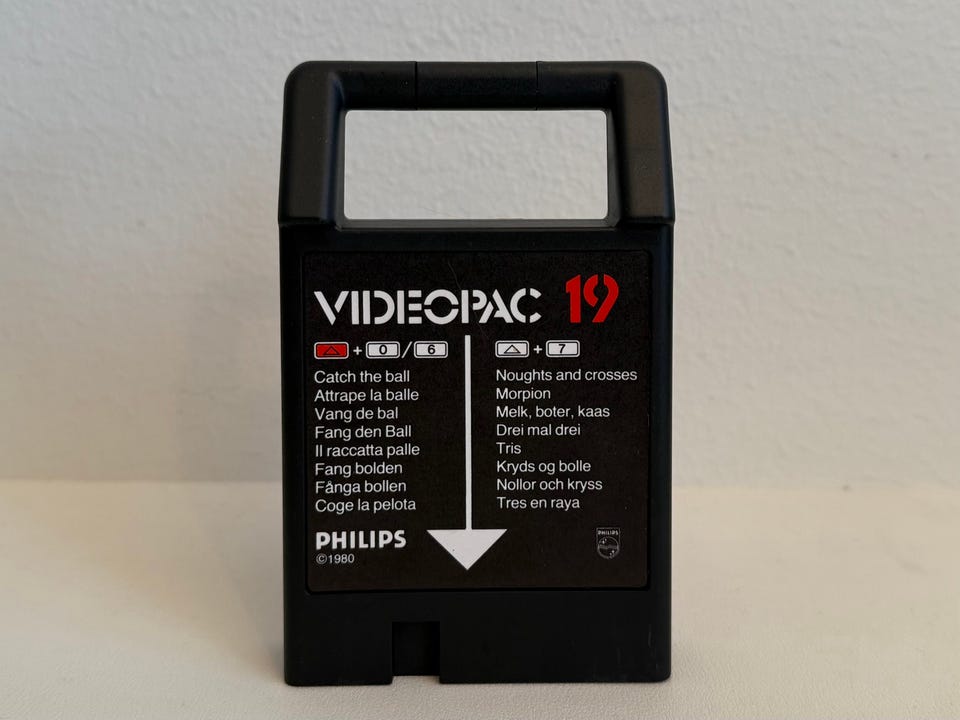 VIDEOPAC 19
+ 0 / 6
Catch the ball
Attrape la balle
Vang de bal
Fang den Ball
Il raccatta palle
Fang bolden
Fånga bollen
Coge la pelota
+ 7
Noughts and crosses
Morpion
Melk, boter, kaas
Drei mal drei
Tris
Kryds og bolle
Nollor och kryss
Tres en raya
PHILIPS
©1980
PHILIPS